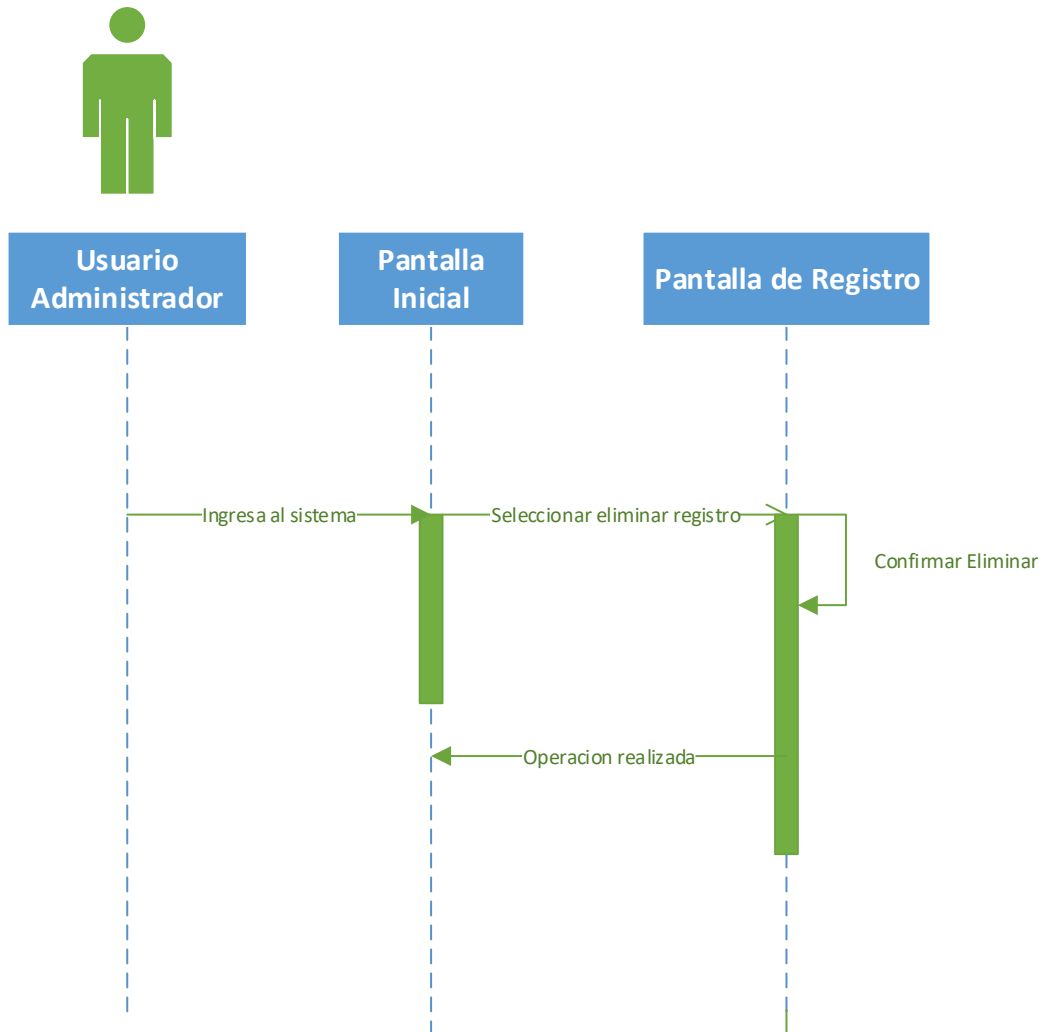 Usuario
Administrador
Pantalla
Inicial
Pantalla de Registro
Ingresa al sistema
Seleccionar eliminar registro
Confirmar Eliminar
Operacion realizada